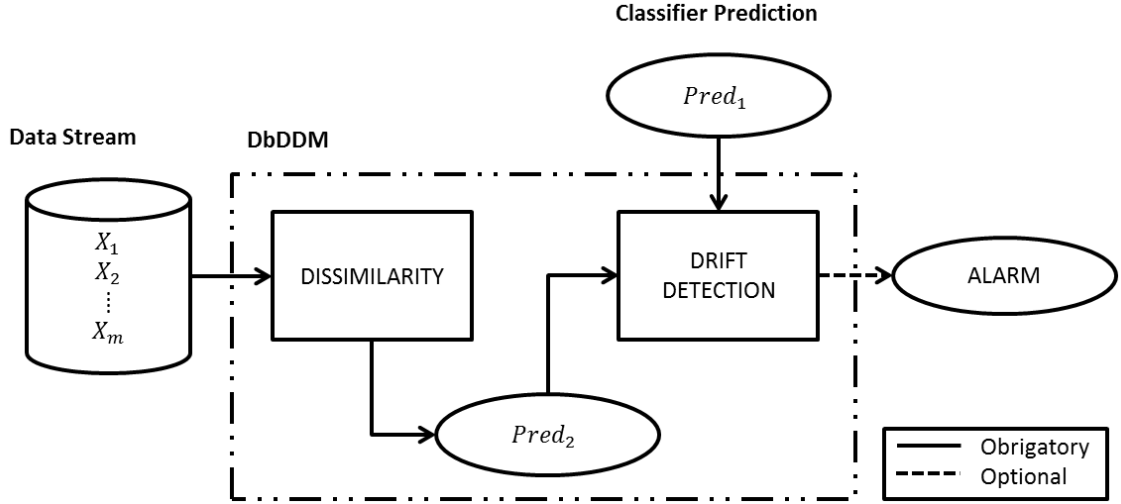 Classifier Prediction
Pred₁
Data Stream
DbDDM
X₁
X₂
⋮
Xₘ
DISSIMILARITY
DRIFT
DETECTION
ALARM
Pred₂
Obrigatory
Optional